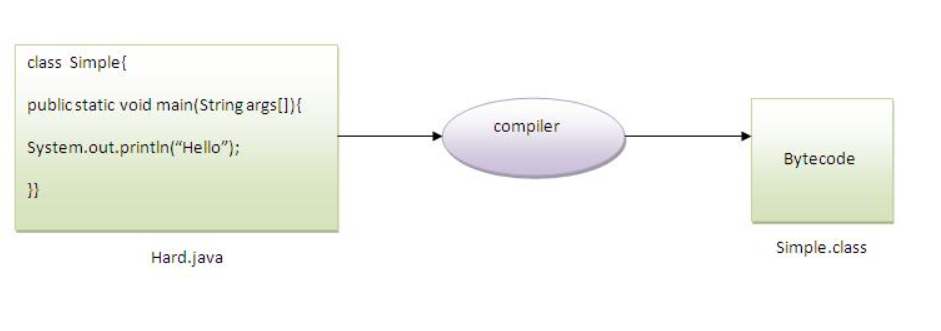 class Simple{
public static void main(String args[]){
System.out.println(“Hello”);
}}
Hard.java
compiler
Bytecode
Simple.class